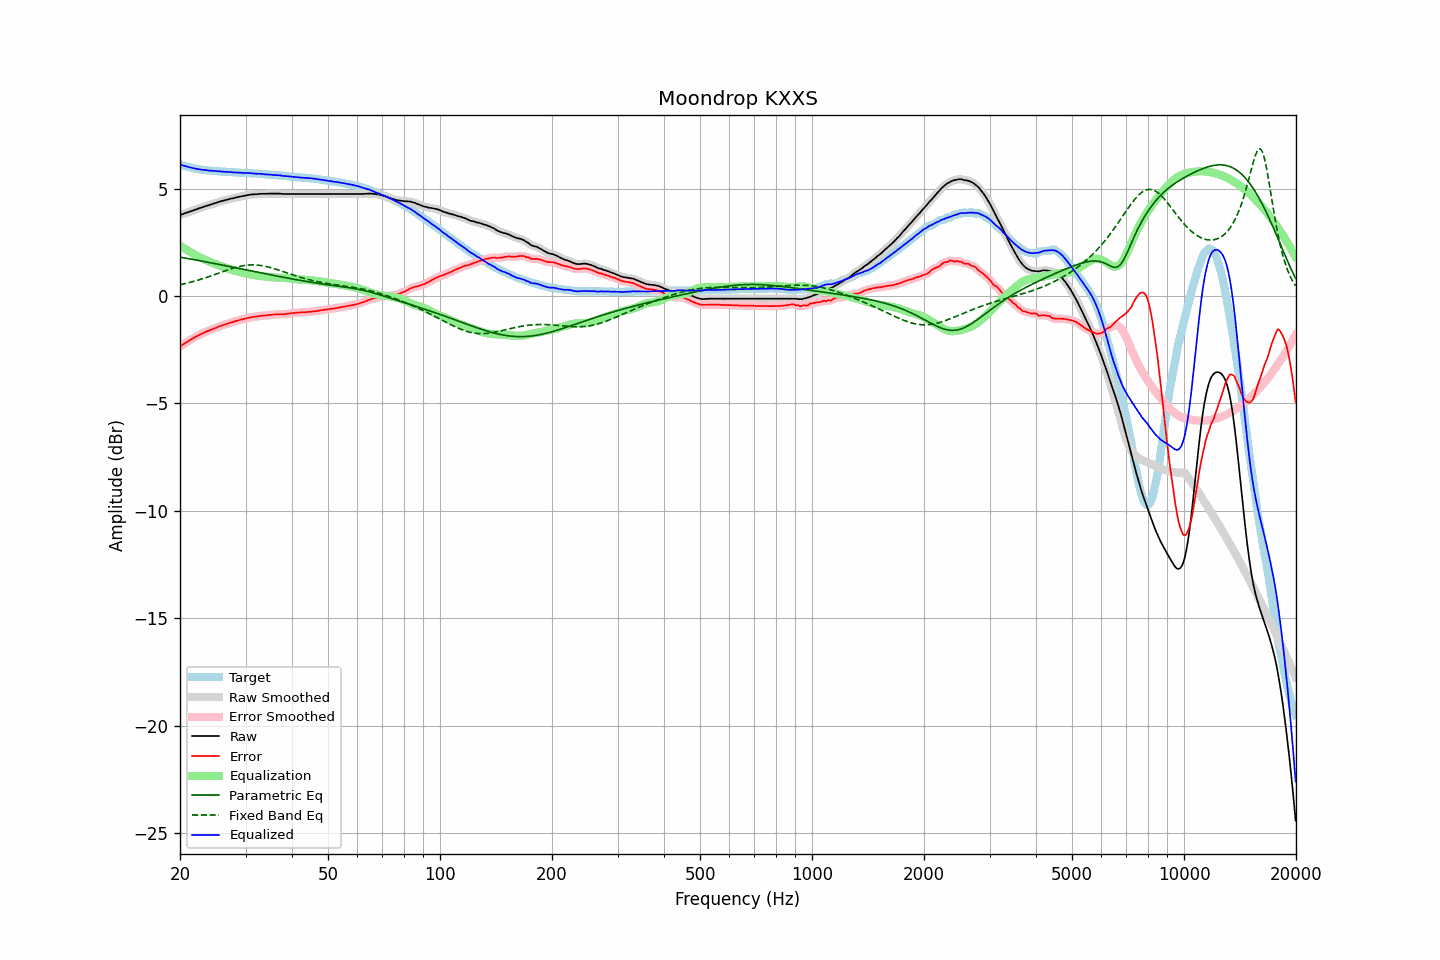 Moondrop KXXS
Amplitude (dBr)
5
0
−5
−10
−15
−20
−25
Target
Raw Smoothed
Error Smoothed
Raw
Error
Equalization
Parametric Eq
Fixed Band Eq
Equalized
20 50 100 200 500 1000 2000 5000 10000 20000
Frequency (Hz)